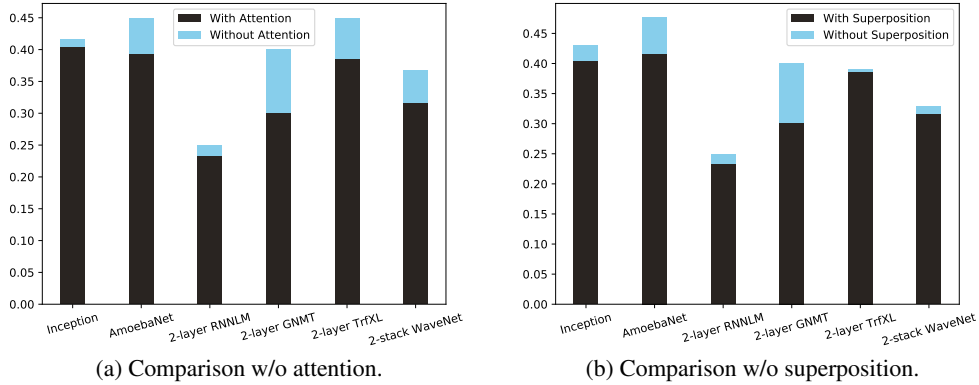 With Attention
Without Attention
0.45
0.40
0.35
0.30
0.25
0.20
0.15
0.10
0.05
0.00
Inception
AmoebaNet
2-layer RNNLM
2-layer GNMT
2-layer TrfXL
2-stack WaveNet
(a) Comparison w/o attention.
With Superposition
Without Superposition
0.45
0.40
0.35
0.30
0.25
0.20
0.15
0.10
0.05
0.00
Inception
AmoebaNet
2-layer RNNLM
2-layer GNMT
2-layer TrfXL
2-stack WaveNet
(b) Comparison w/o superposition.